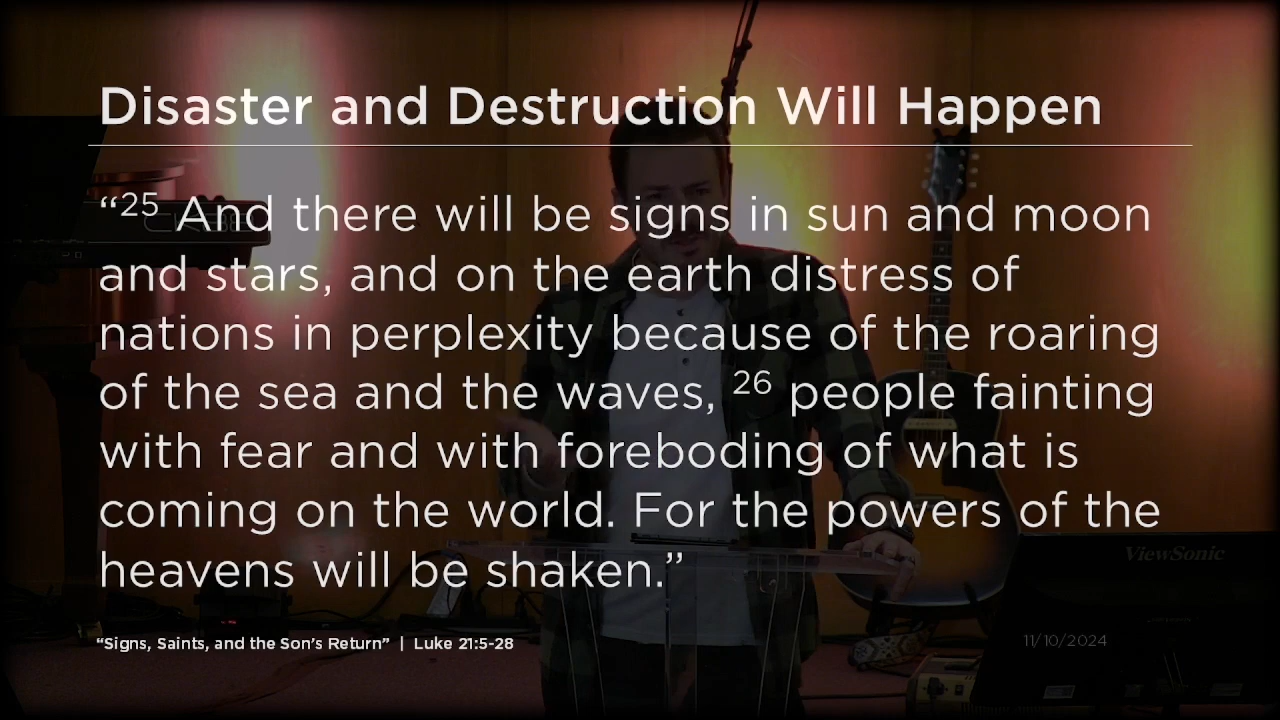 Disaster and Destruction Will Happen
“25 And there will be signs in sun and moon
and stars, and on the earth distress of
nations in perplexity because of the roaring
of the sea and the waves, 26 people fainting
with fear and with foreboding of what is
coming on the world. For the powers of the
heavens will be shaken.”
“Signs, Saints, and the Son’s Return” | Luke 21:5-28
11/10/2024
ViewSonic